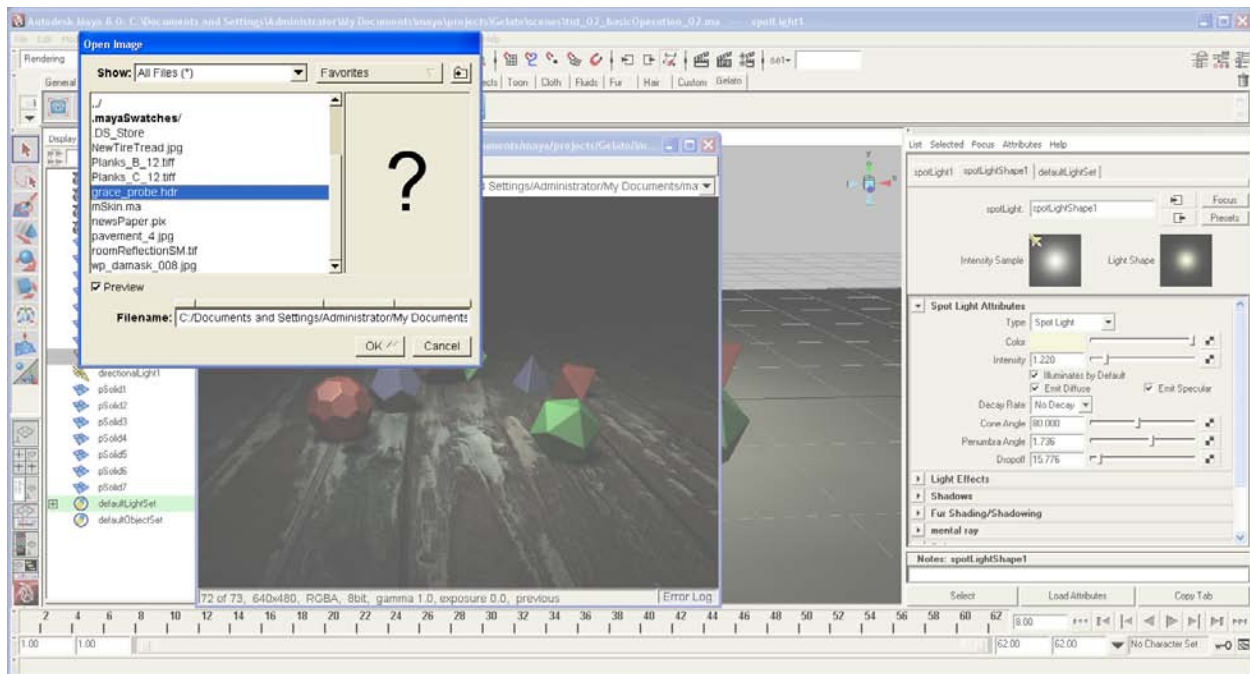 Autodesk Maya 8.0: C:\Documents and Settings\Administrator\My Documents\maya\projects\Gelato\scenes\tut_02_basicOperation_02.ma --- spotLight1
Open Image
Show: All Files (*) Favorites
../
.mayaSwatches/
.DS_Store
NewTireTread.jpg
Planks_B_12.tiff
Planks_C_12.tiff
grace_probe.hdr
mSkin.ma
newsPaper.pix
pavement_4.jpg
roomReflectionSM.tif
wp_damask_008.jpg
?
Preview
Filename: C:/Documents and Settings/Administrator/My Documents
OK Cancel
Rendering
General
Toon Cloth Fluids Fur Hair Custom Gelato
Display
directionalLight1
pSolid1
pSolid2
pSolid3
pSolid4
pSolid5
pSolid6
pSolid7
defaultLightSet
defaultObjectSet
Settings/Administrator/My Documents/ma
72 of 73, 640x480, RGBA, 8bit, gamma 1.0, exposure 0.0, previous Error Log
List Selected Focus Attributes Help
spotLight1 spotLightShape1 defaultLightSet
spotLight: spotLightShape1 Focus
Presets
Intensity Sample Light Shape
Spot Light Attributes
Type Spot Light
Color
Intensity 1.220
Illuminates by Default
Emit Diffuse Emit Specular
Decay Rate No Decay
Cone Angle 80.000
Penumbra Angle 1.736
Dropoff 15.776
Light Effects
Shadows
Fur Shading/Shadowing
mental ray
Notes: spotLightShape1
Select Load Attributes Copy Tab
2 4 6 8 10 12 14 16 18 20 22 24 26 28 30 32 34 36 38 40 42 44 46 48 50 52 54 56 58 60 62 8.00
1.00 1.00 62.00 62.00 No Character Set